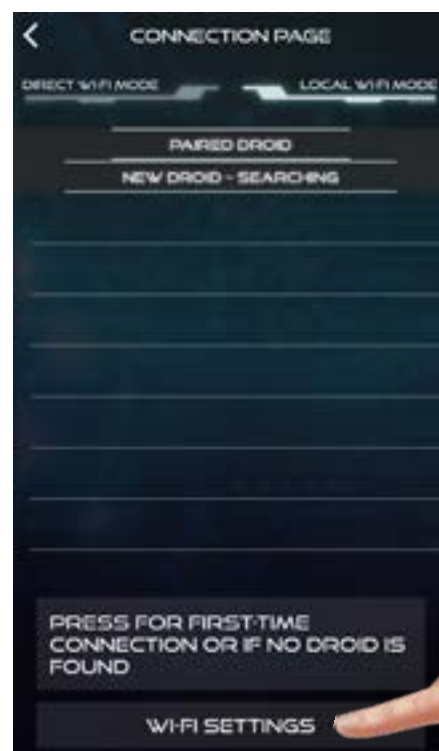 CONNECTION PAGE
DIRECT WI-FI MODE LOCAL WI-FI MODE
PAIRED DROID
NEW DROID - SEARCHING
PRESS FOR FIRST-TIME
CONNECTION OR IF NO DROID IS
FOUND
WI-FI SETTINGS